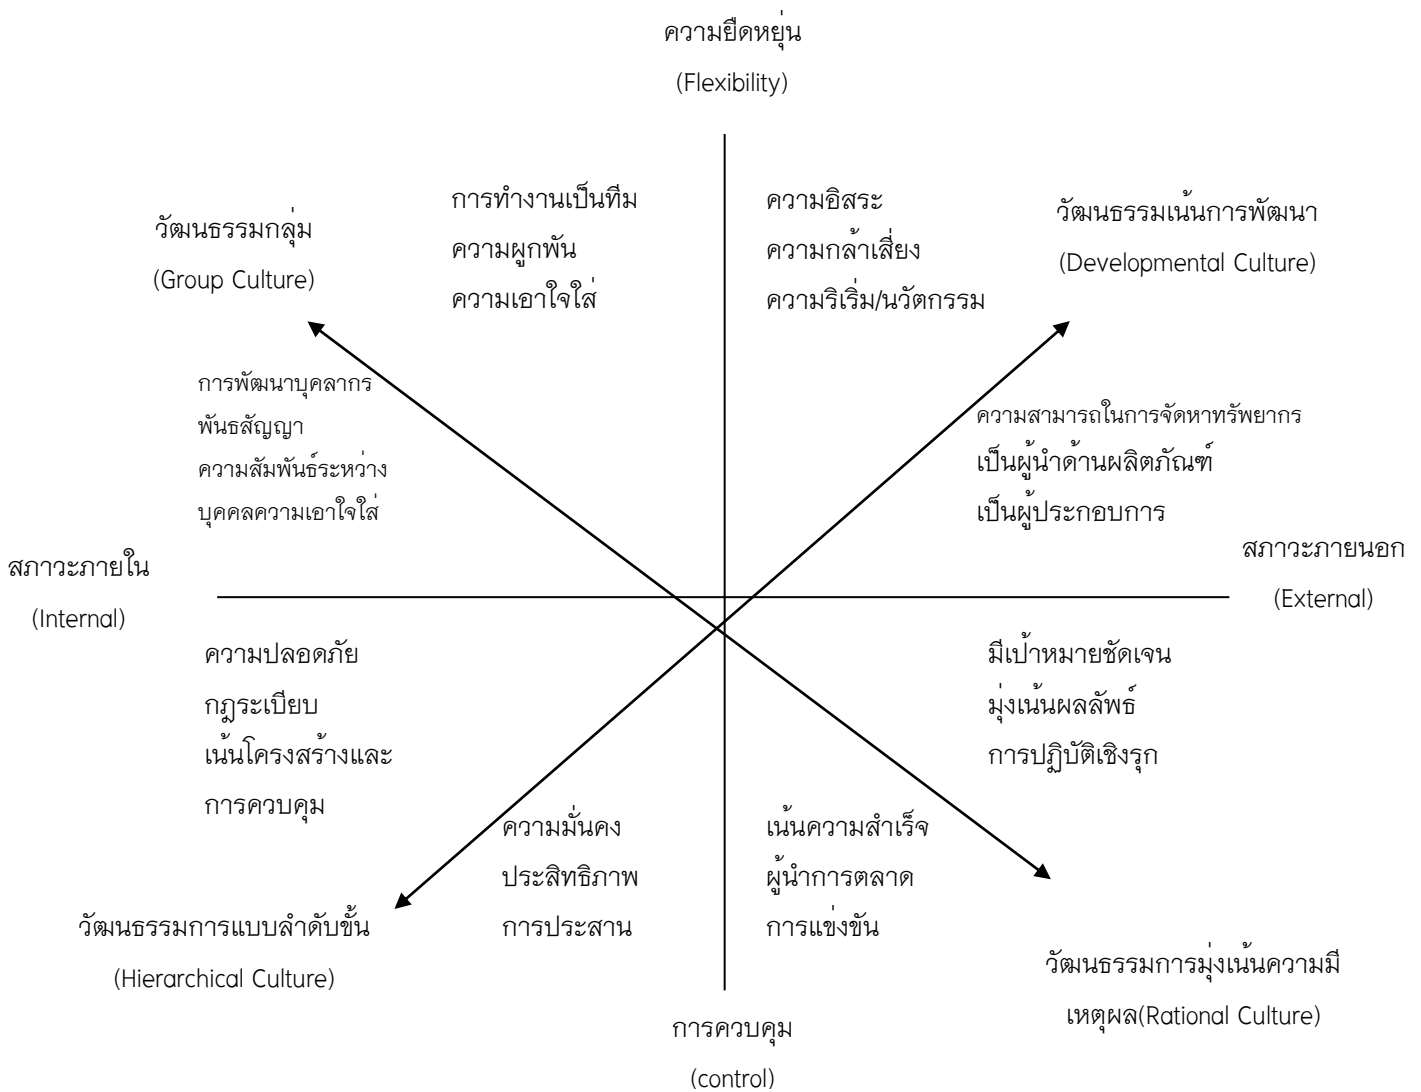 ความยืดหยุ่น
(Flexibility)
การทำงานเป็นทีม
ความผูกพัน
ความเอาใจใส่
ความอิสระ
ความกล้าเสี่ยง
ความริเริ่ม/นวัตกรรม
วัฒนธรรมกลุ่ม
(Group Culture)
วัฒนธรรมเน้นการพัฒนา
(Developmental Culture)
การพัฒนาบุคลากร
พันธสัญญา
ความสัมพันธ์ระหว่าง
บุคคลความเอาใจใส่
ความสามารถในการจัดหาทรัพยากร
เป็นผู้นำด้านผลิตภัณฑ์
เป็นผู้ประกอบการ
สภาวะภายใน
(Internal)
สภาวะภายนอก
(External)
ความปลอดภัย
กฎระเบียบ
เน้นโครงสร้างและ
การควบคุม
มีเป้าหมายชัดเจน
มุ่งเน้นผลลัพธ์
การปฏิบัติเชิงรุก
ความมั่นคง
ประสิทธิภาพ
การประสาน
เน้นความสำเร็จ
ผู้นำการตลาด
การแข่งขัน
วัฒนธรรมการแบบลำดับขั้น
(Hierarchical Culture)
วัฒนธรรมการมุ่งเน้นความมี
เหตุผล(Rational Culture)
การควบคุม
(control)